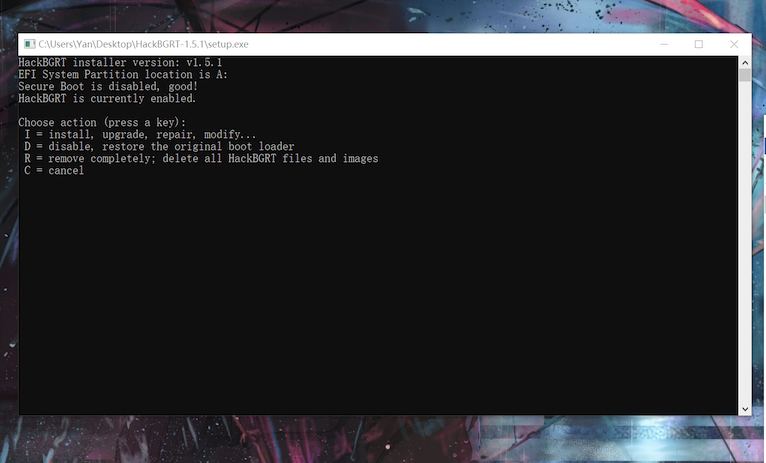 C:\Users\Yan\Desktop\HackBGRT-1.5.1\setup.exe
HackBGRT installer version: v1.5.1
EFI System Partition location is A:
Secure Boot is disabled, good!
HackBGRT is currently enabled.
Choose action (press a key):
I = install, upgrade, repair, modify...
D = disable, restore the original boot loader
R = remove completely; delete all HackBGRT files and images
C = cancel